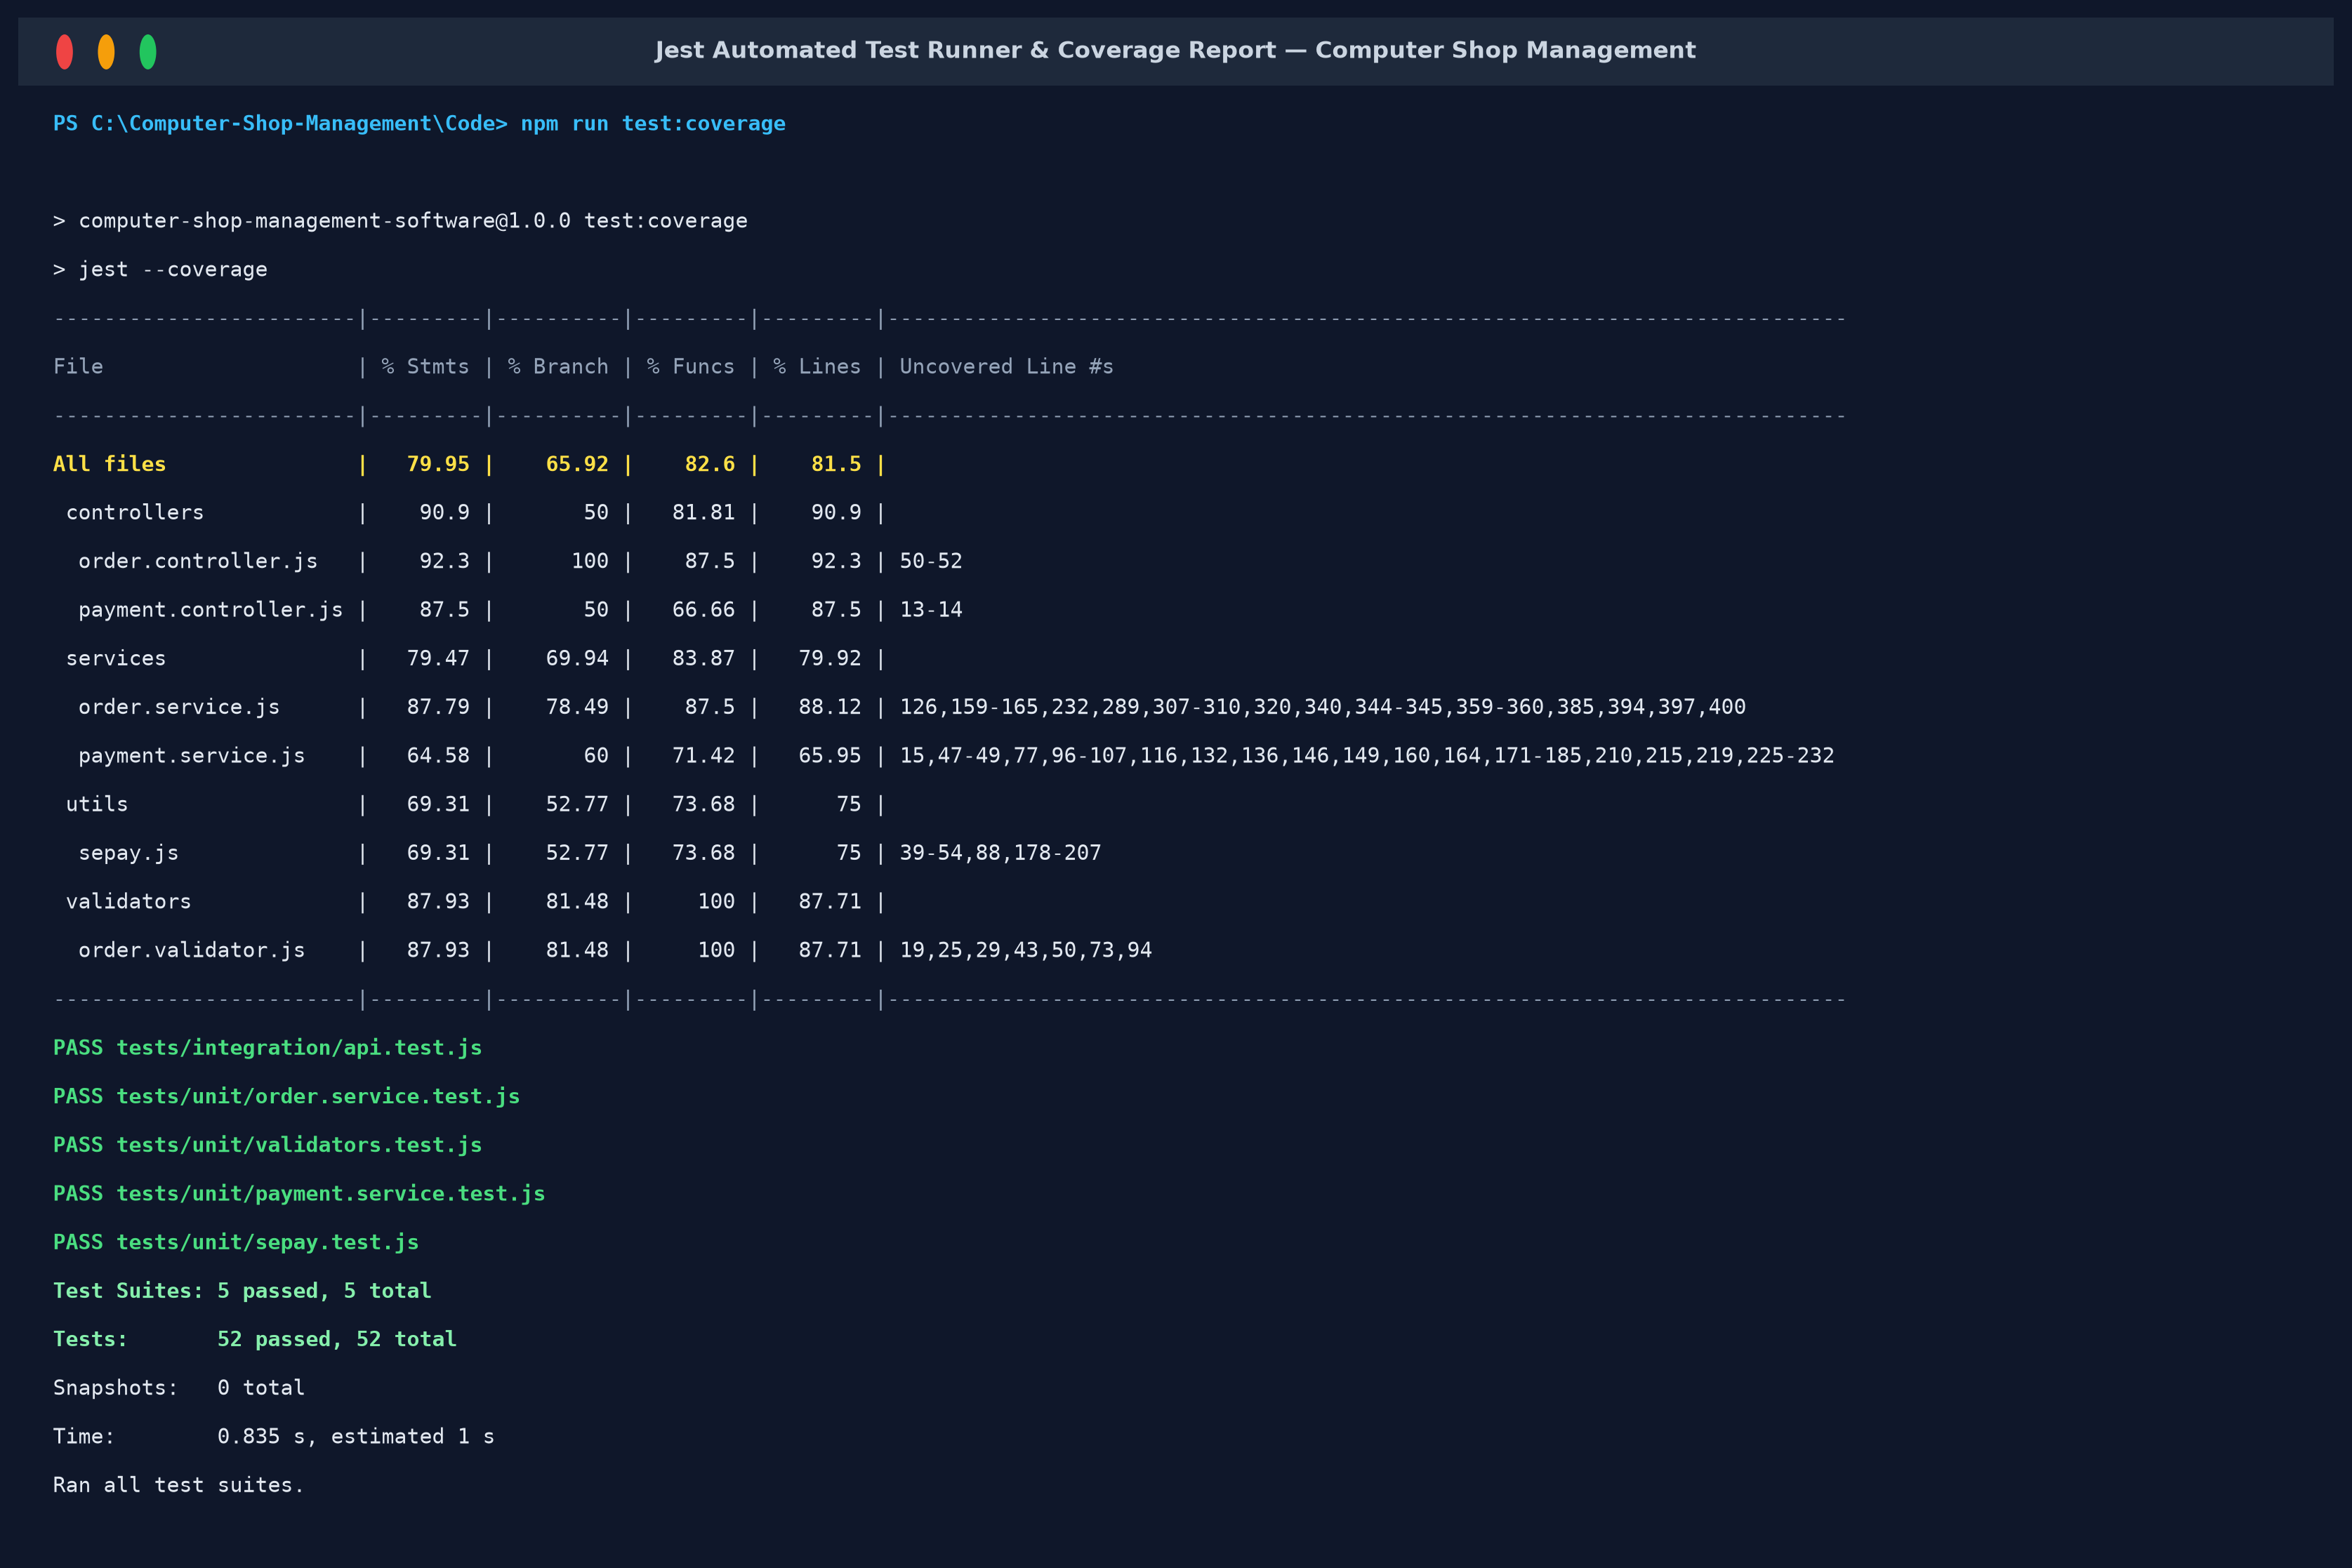 Jest Automated Test Runner & Coverage Report — Computer Shop Management
PS C:\Computer-Shop-Management\Code> npm run test:coverage
> computer-shop-management-software@1.0.0 test:coverage
> jest --coverage
------------------------|---------|----------|---------|---------|----------------------------------------------------------------------------
File                    | % Stmts | % Branch | % Funcs | % Lines | Uncovered Line #s
------------------------|---------|----------|---------|---------|----------------------------------------------------------------------------
All files               |   79.95 |    65.92 |    82.6 |    81.5 |
 controllers            |    90.9 |       50 |   81.81 |    90.9 |
  order.controller.js   |    92.3 |      100 |    87.5 |    92.3 | 50-52
  payment.controller.js |    87.5 |       50 |   66.66 |    87.5 | 13-14
 services               |   79.47 |    69.94 |   83.87 |   79.92 |
  order.service.js      |   87.79 |    78.49 |    87.5 |   88.12 | 126,159-165,232,289,307-310,320,340,344-345,359-360,385,394,397,400
  payment.service.js    |   64.58 |       60 |   71.42 |   65.95 | 15,47-49,77,96-107,116,132,136,146,149,160,164,171-185,210,215,219,225-232
 utils                  |   69.31 |    52.77 |   73.68 |      75 |
  sepay.js              |   69.31 |    52.77 |   73.68 |      75 | 39-54,88,178-207
 validators             |   87.93 |    81.48 |     100 |   87.71 |
  order.validator.js    |   87.93 |    81.48 |     100 |   87.71 | 19,25,29,43,50,73,94
------------------------|---------|----------|---------|---------|----------------------------------------------------------------------------
PASS tests/integration/api.test.js
PASS tests/unit/order.service.test.js
PASS tests/unit/validators.test.js
PASS tests/unit/payment.service.test.js
PASS tests/unit/sepay.test.js
Test Suites: 5 passed, 5 total
Tests:       52 passed, 52 total
Snapshots:   0 total
Time:        0.835 s, estimated 1 s
Ran all test suites.